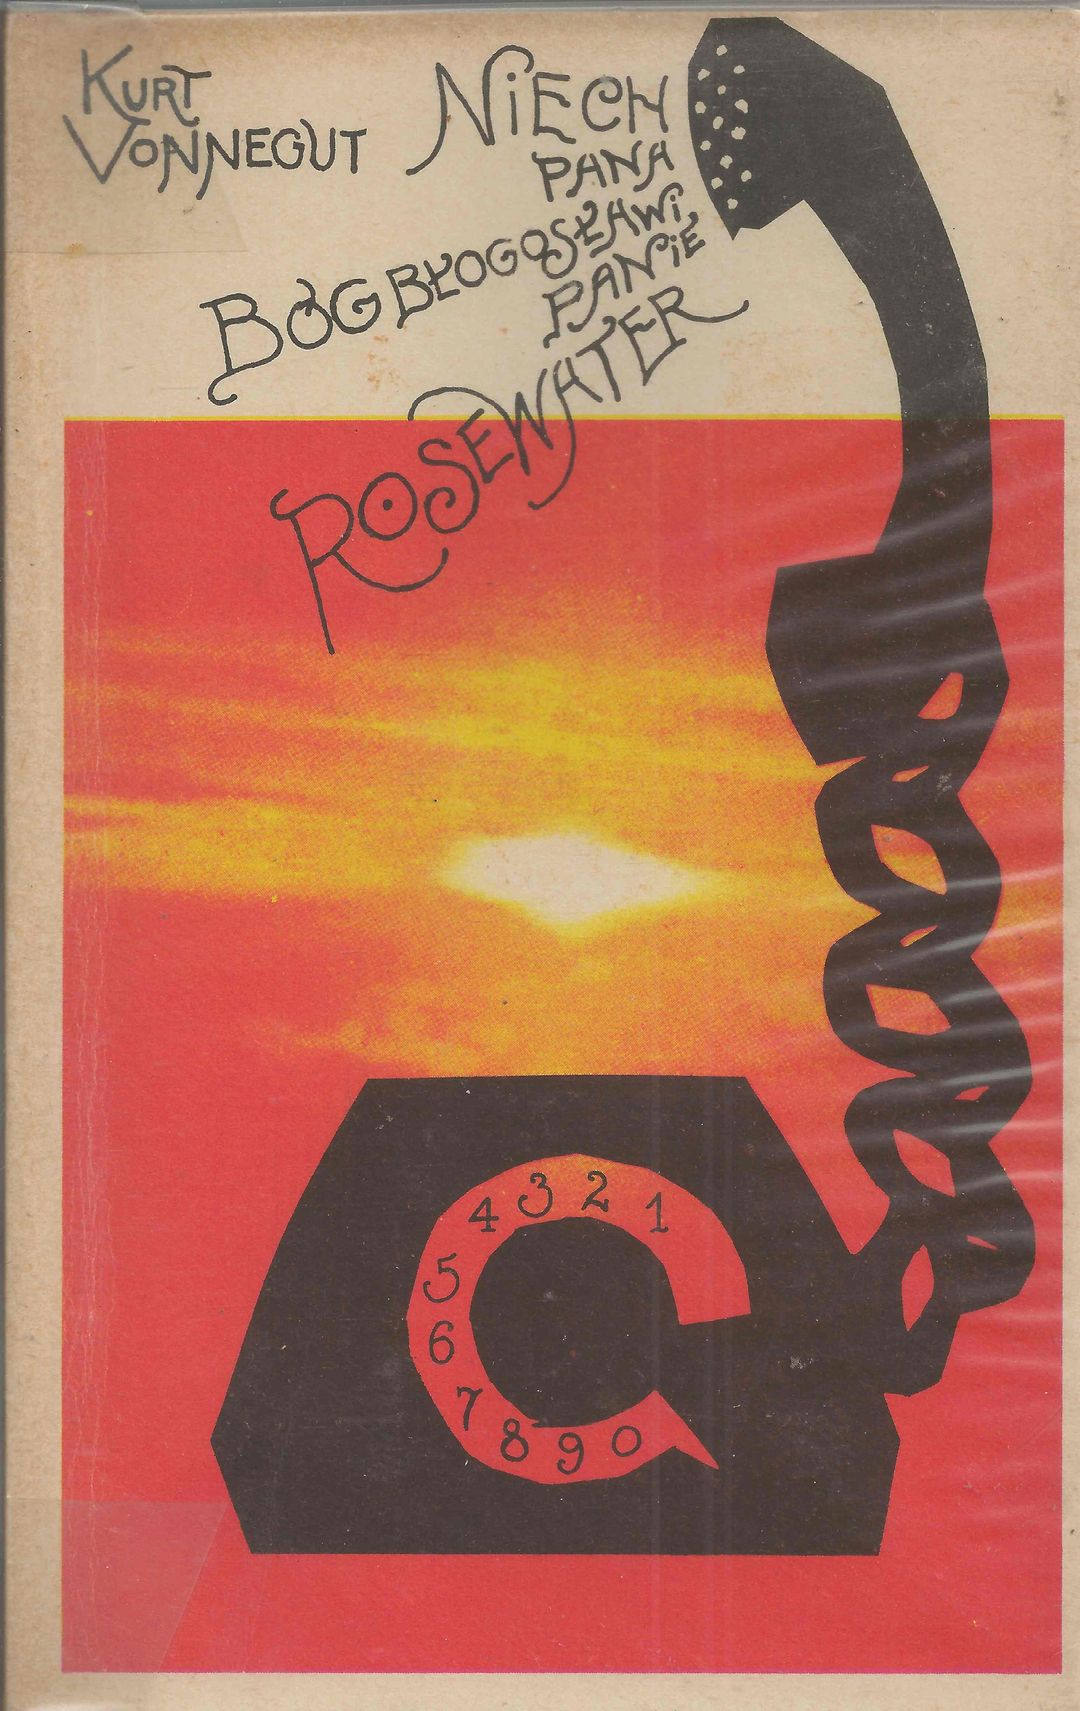 KURT
VONNEGUT
NIECH
PANA
BÓG BŁOGOSŁAWI,
PANIE
ROSEWATER
1
2
3
4
5
6
7
8
9
0